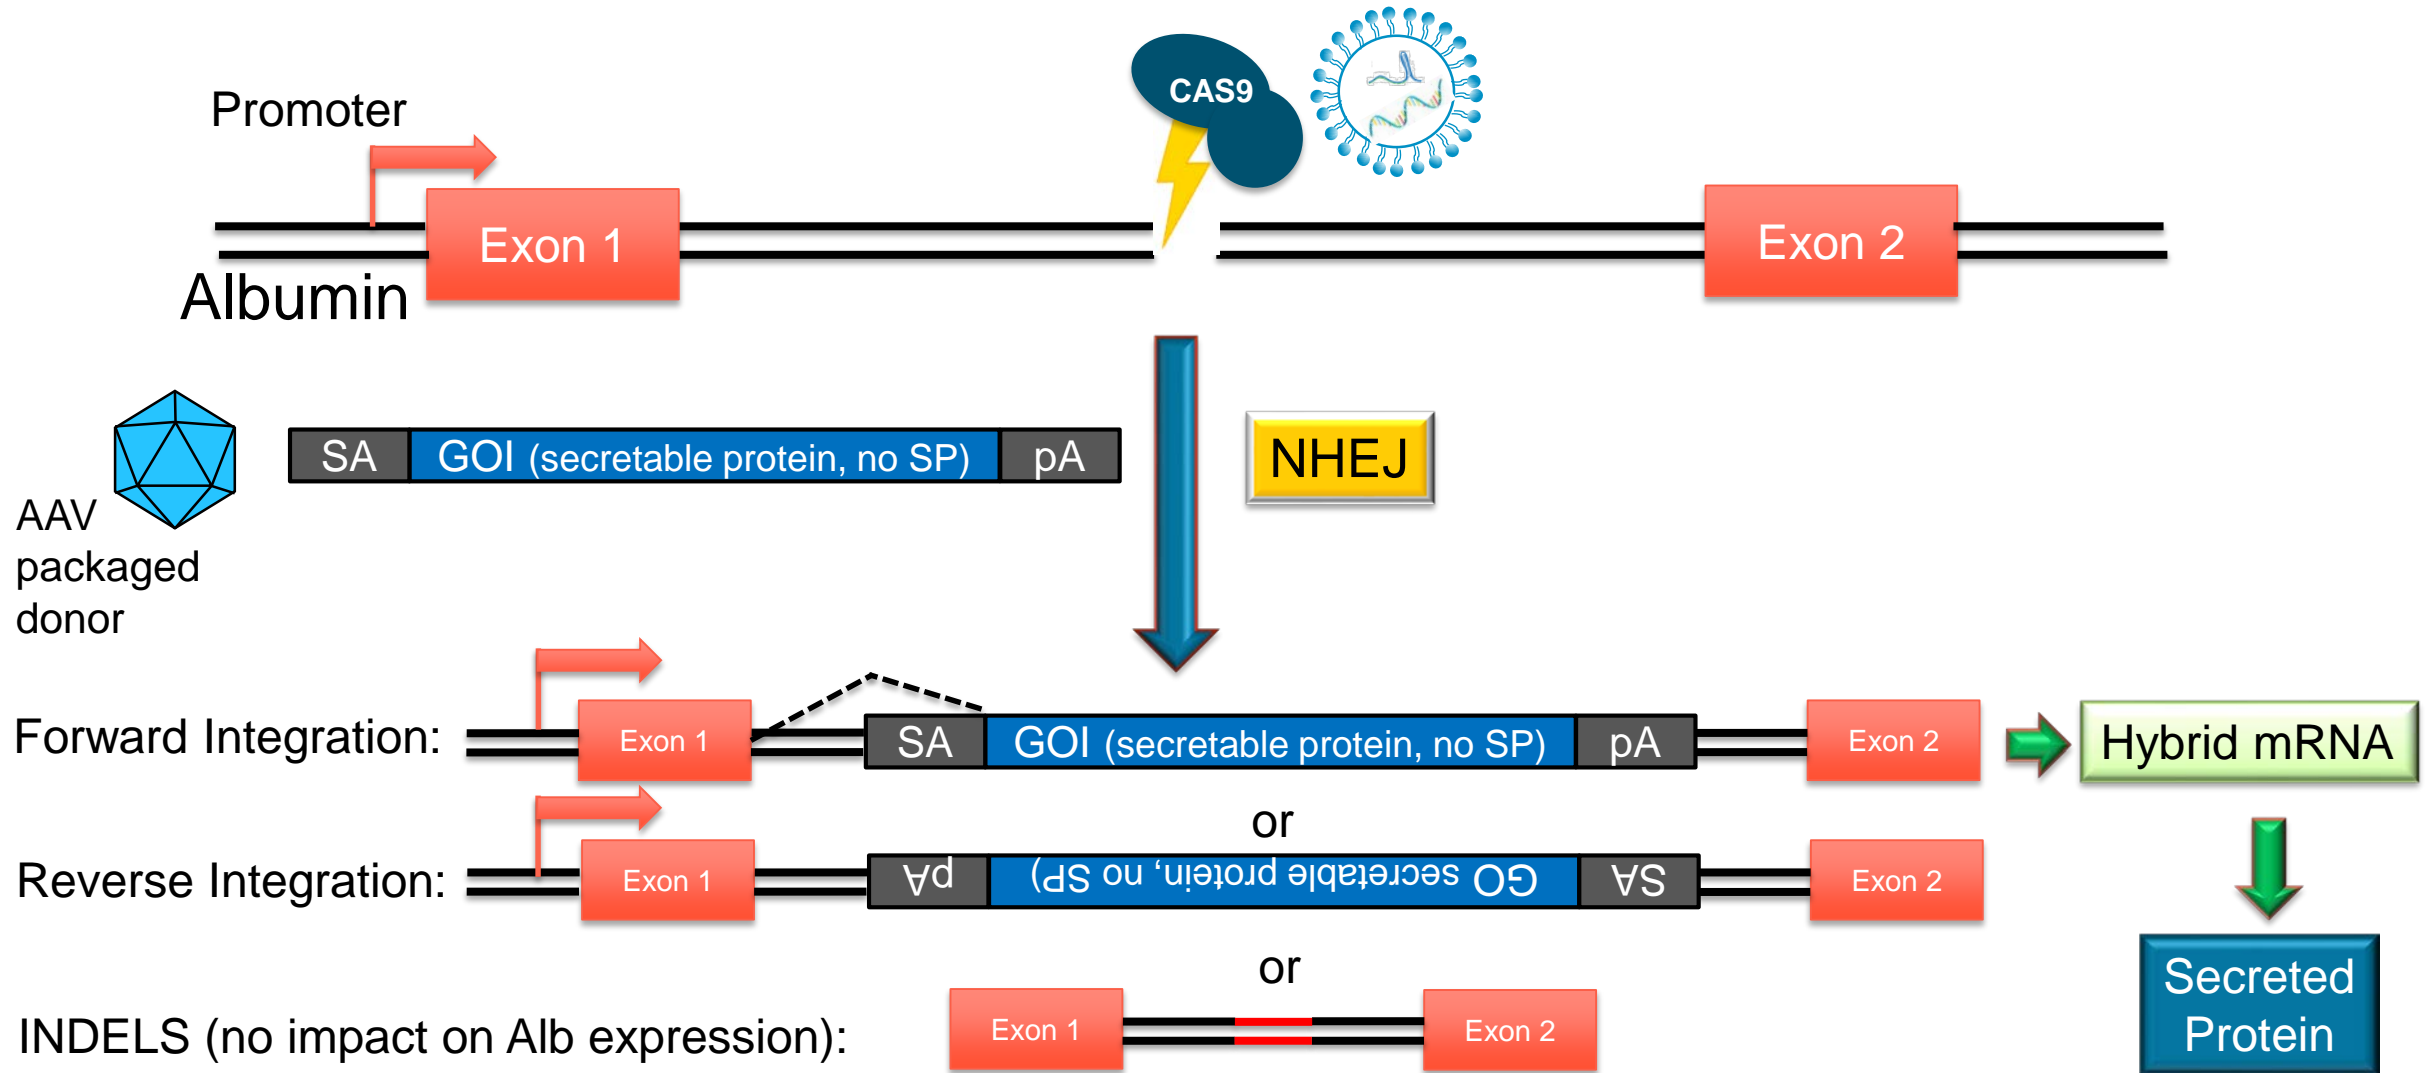 CAS9
Promoter
Exon 1
Exon 2
Albumin
SA
GOI (secretable protein, no SP)
pA
NHEJ
AAV
packaged
donor
Forward Integration:
Exon 1
SA
GOI (secretable protein, no SP)
pA
Exon 2
Hybrid mRNA
or
Reverse Integration:
Exon 1
pA
GO secretable protein, no SP)
SA
Exon 2
or
INDELS (no impact on Alb expression):
Exon 1
Exon 2
Secreted
Protein